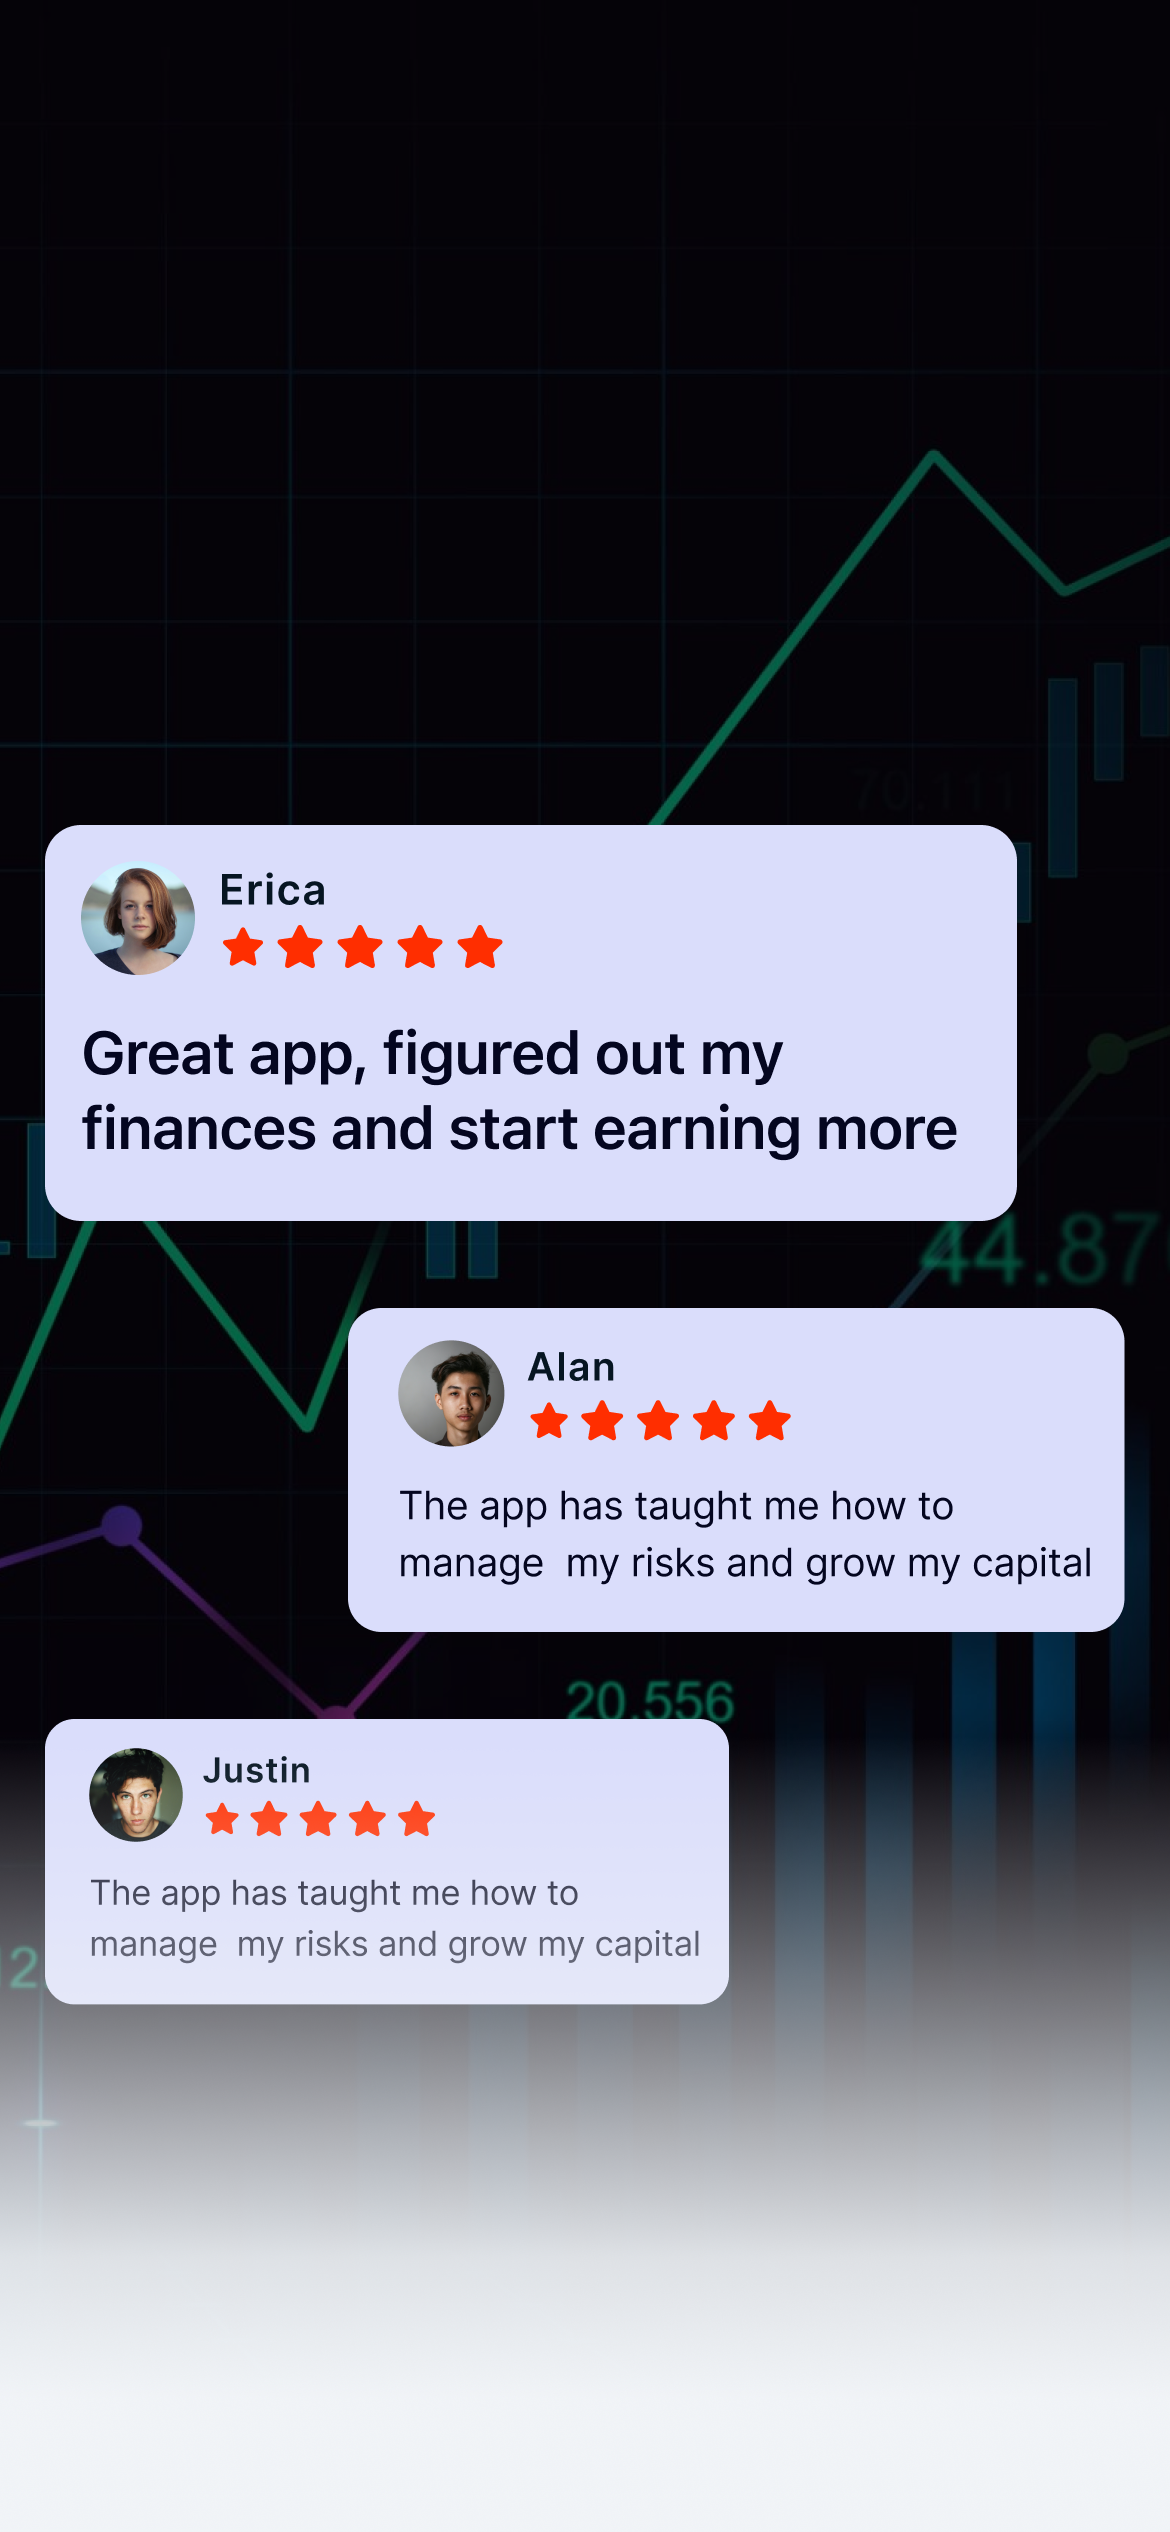 70,111
Erica
Great app, figured out my
finances and start earning more
44.87
Alan
The app has taught me how to
manage  my risks and grow my capital
20.556
Justin
The app has taught me how to
manage  my risks and grow my capital
12